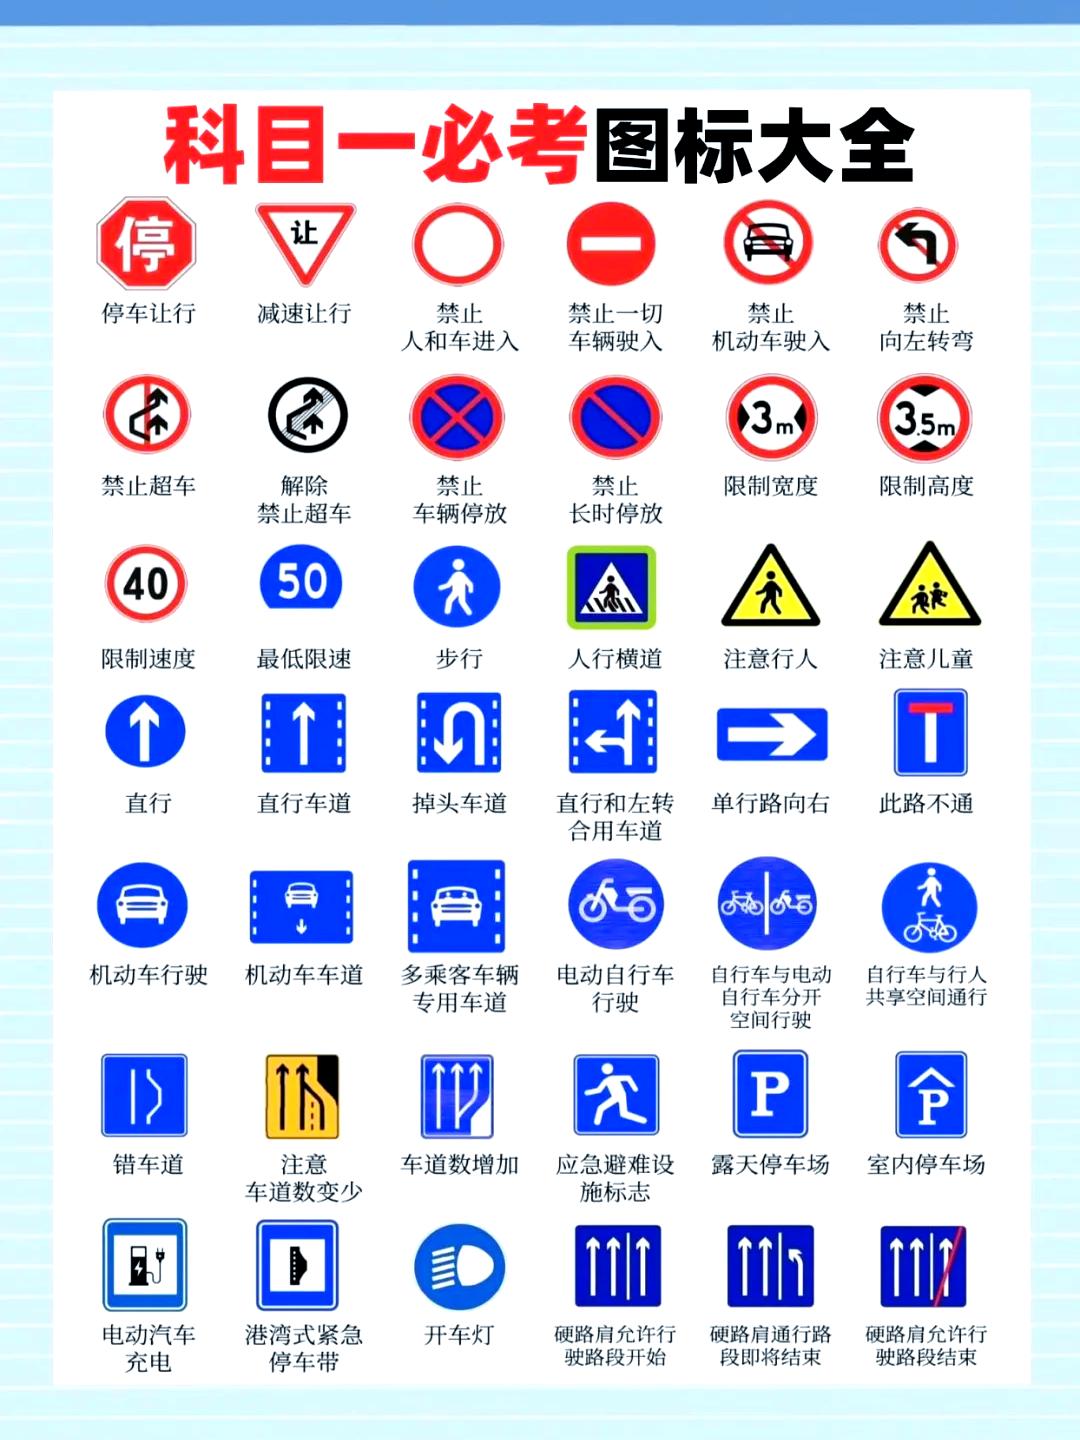 科目一必考图标大全
停
让
停车让行
减速让行
禁止
人和车进入
禁止一切
车辆驶入
禁止
机动车驶入
禁止
向左转弯
3m
3.5m
禁止超车
解除
禁止超车
禁止
车辆停放
禁止
长时停放
限制宽度
限制高度
40
50
限制速度
最低限速
步行
人行横道
注意行人
注意儿童
直行
直行车道
掉头车道
直行和左转
合用车道
单行路向右
此路不通
机动车行驶
机动车车道
多乘客车辆
专用车道
电动自行车
行驶
自行车与电动
自行车分开
空间行驶
自行车与行人
共享空间通行
P
P
错车道
注意
车道数变少
车道数增加
应急避难设
施标志
露天停车场
室内停车场
电动汽车
充电
港湾式紧急
停车带
开车灯
硬路肩允许行
驶路段开始
硬路肩通行路
段即将结束
硬路肩允许行
驶路段结束